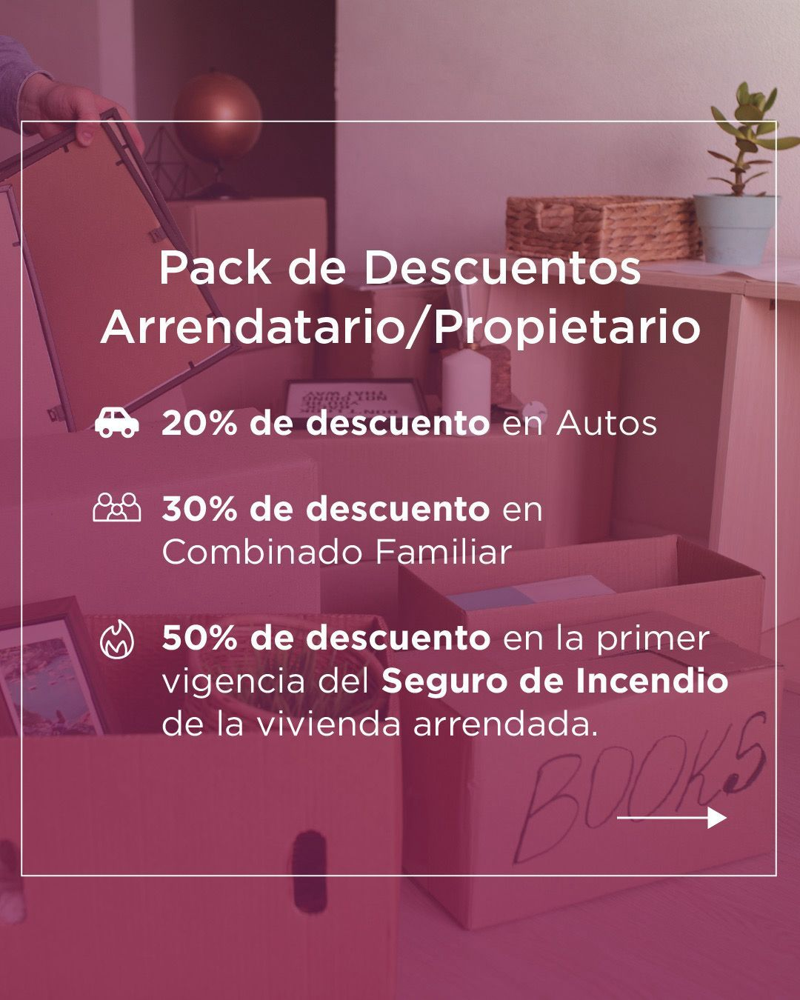 Pack de Descuentos
Arrendatario/Propietario
20% de descuento en Autos
30% de descuento en
Combinado Familiar
50% de descuento en la primer
vigencia del Seguro de Incendio
de la vivienda arrendada.
BOOKS